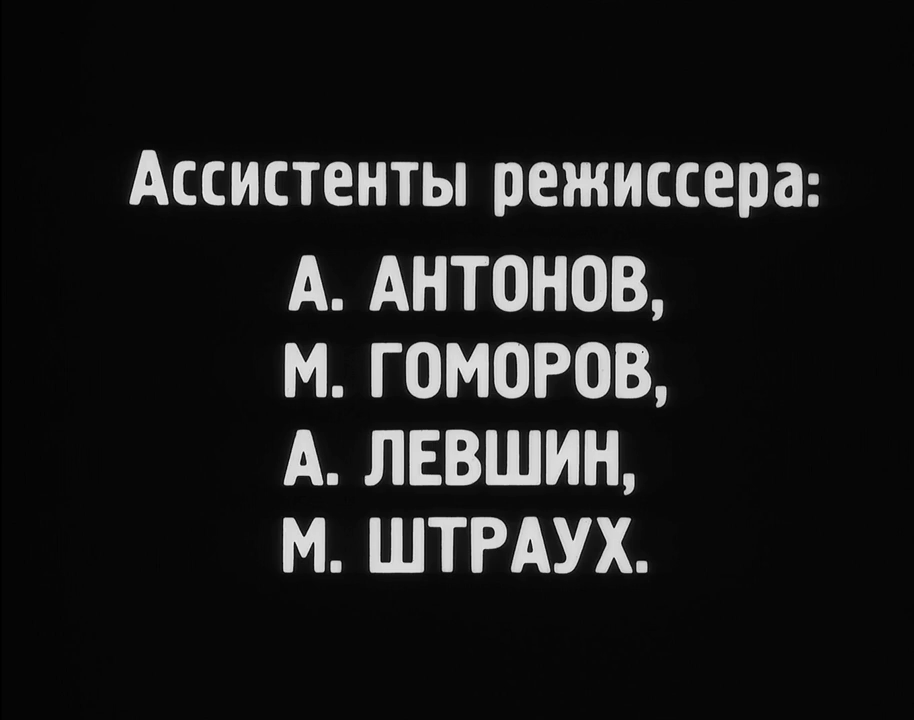 Ассистенты режиссера:
А. АНТОНОВ,
М. ГОМОРОВ,
А. ЛЕВШИН,
М. ШТРАУХ.